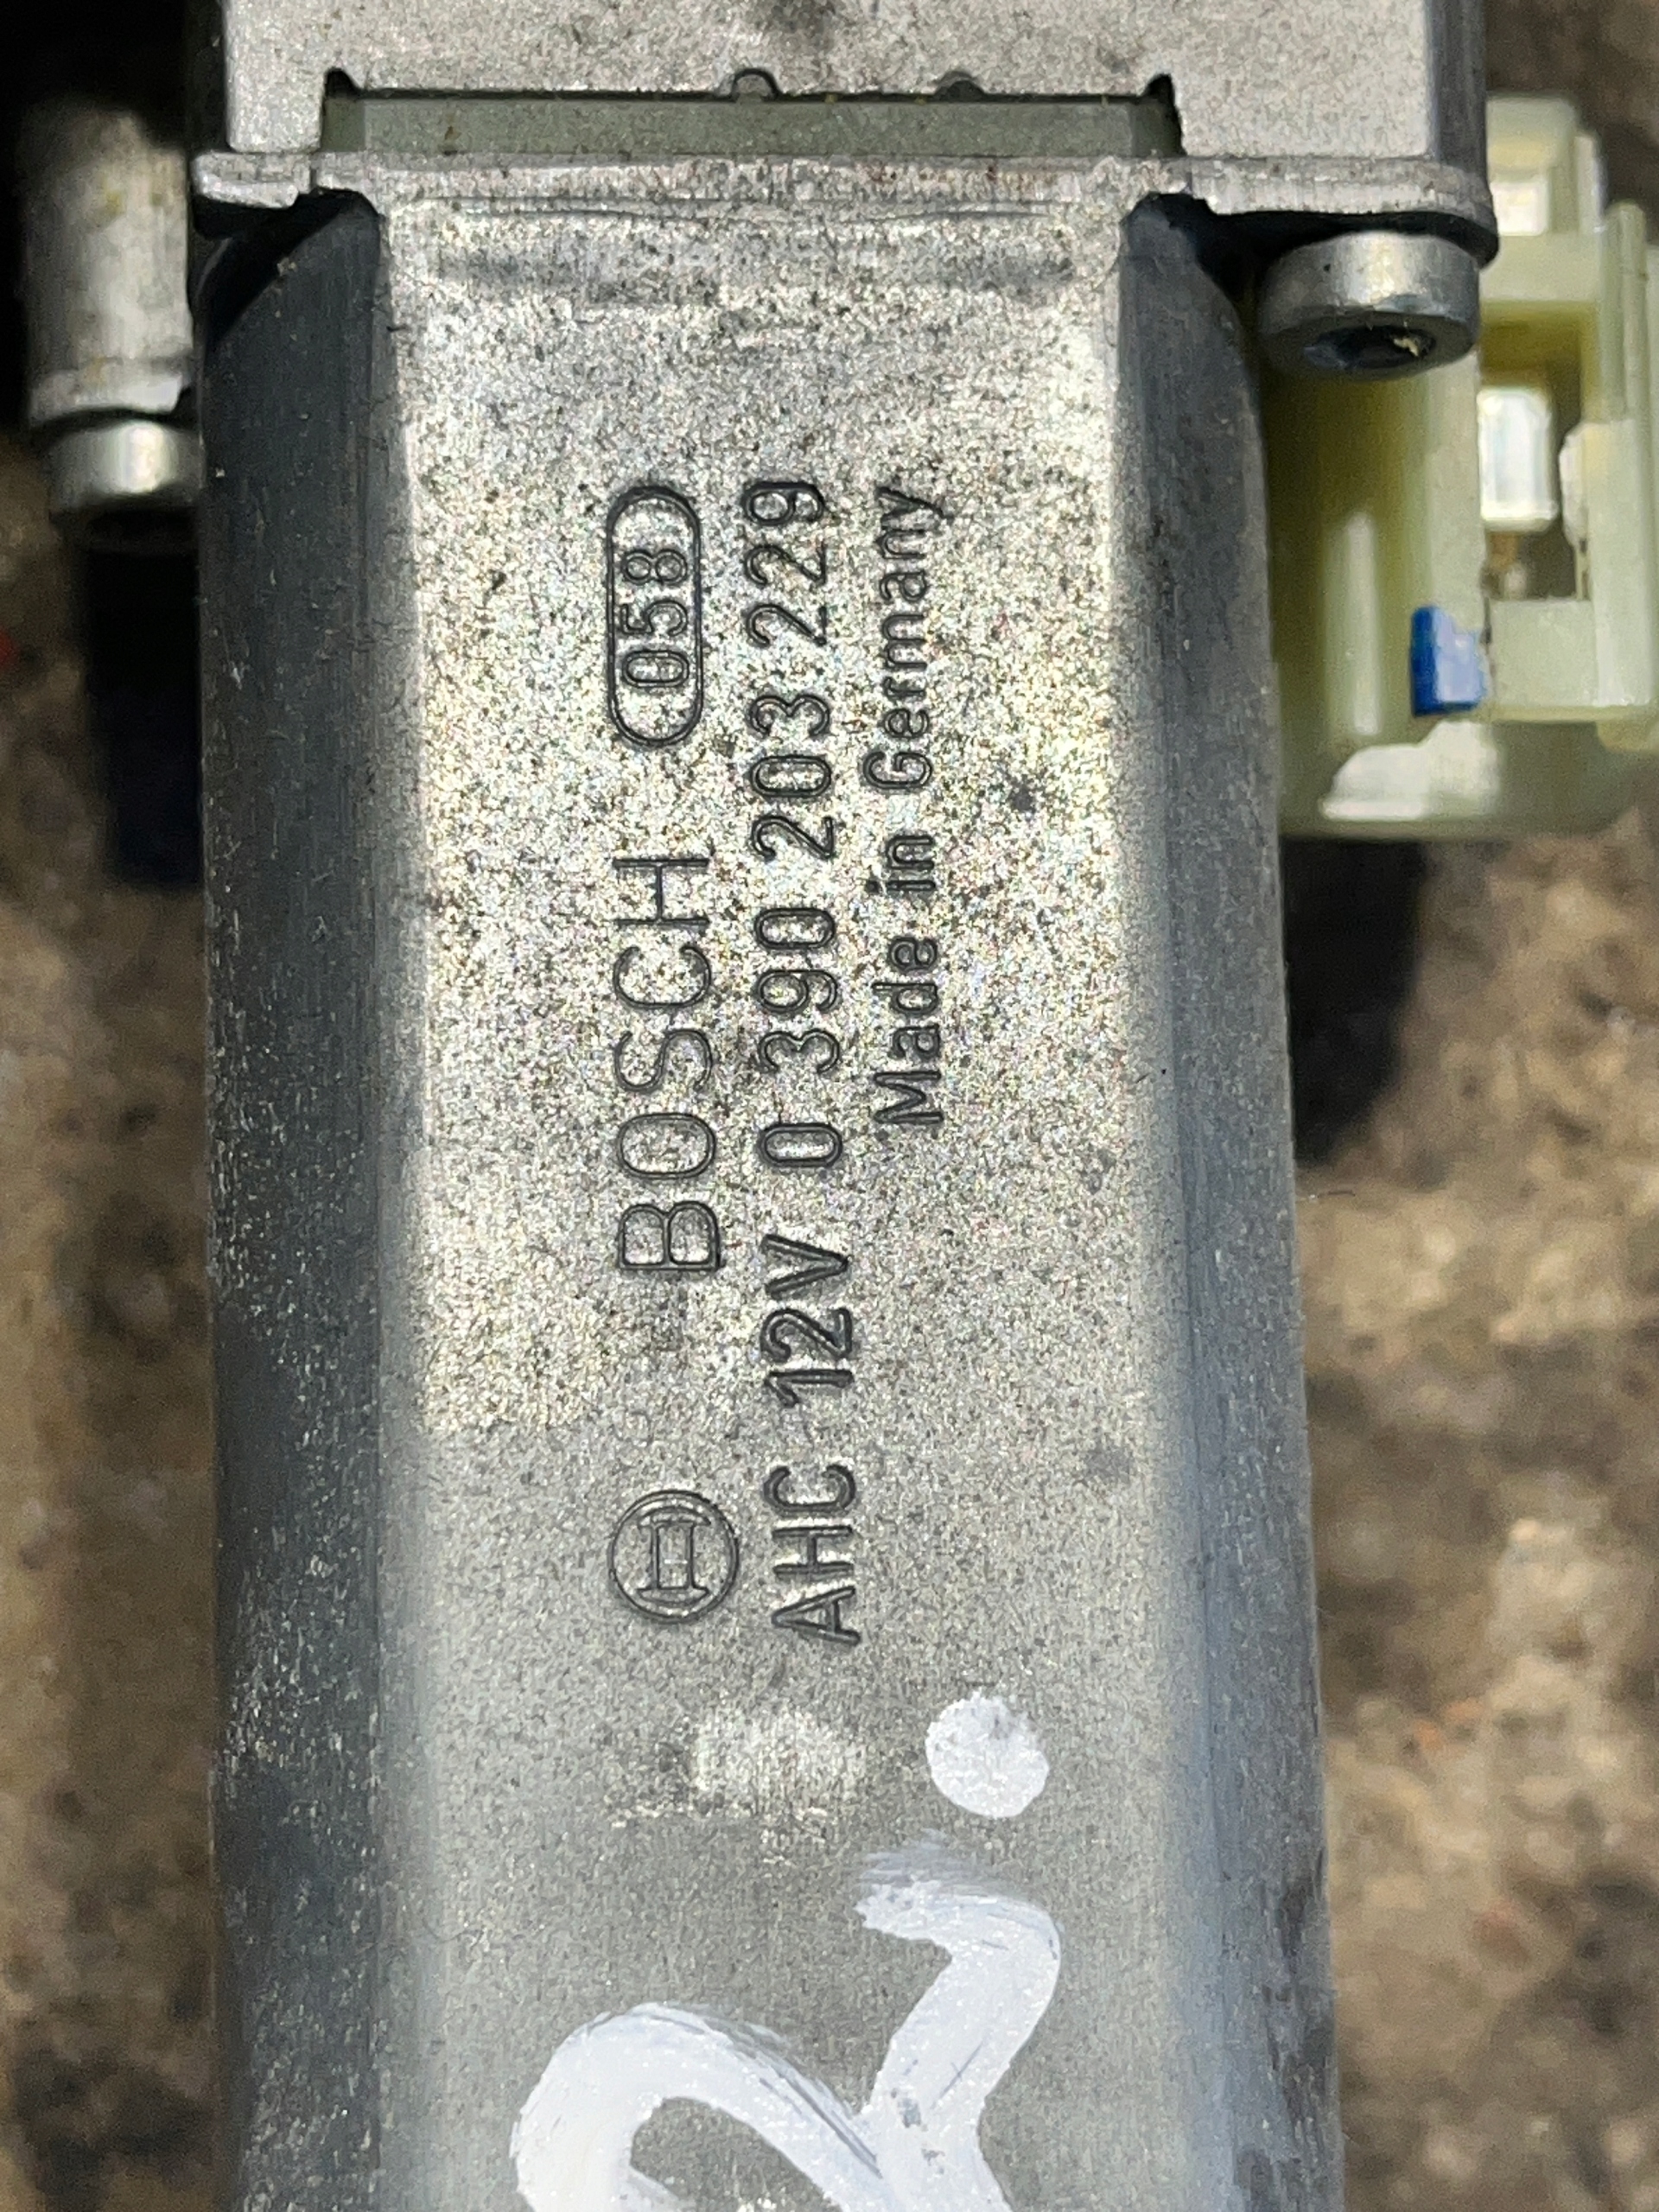 BOSCH 058
AHC 12V 0 390 203 229
Made in Germany